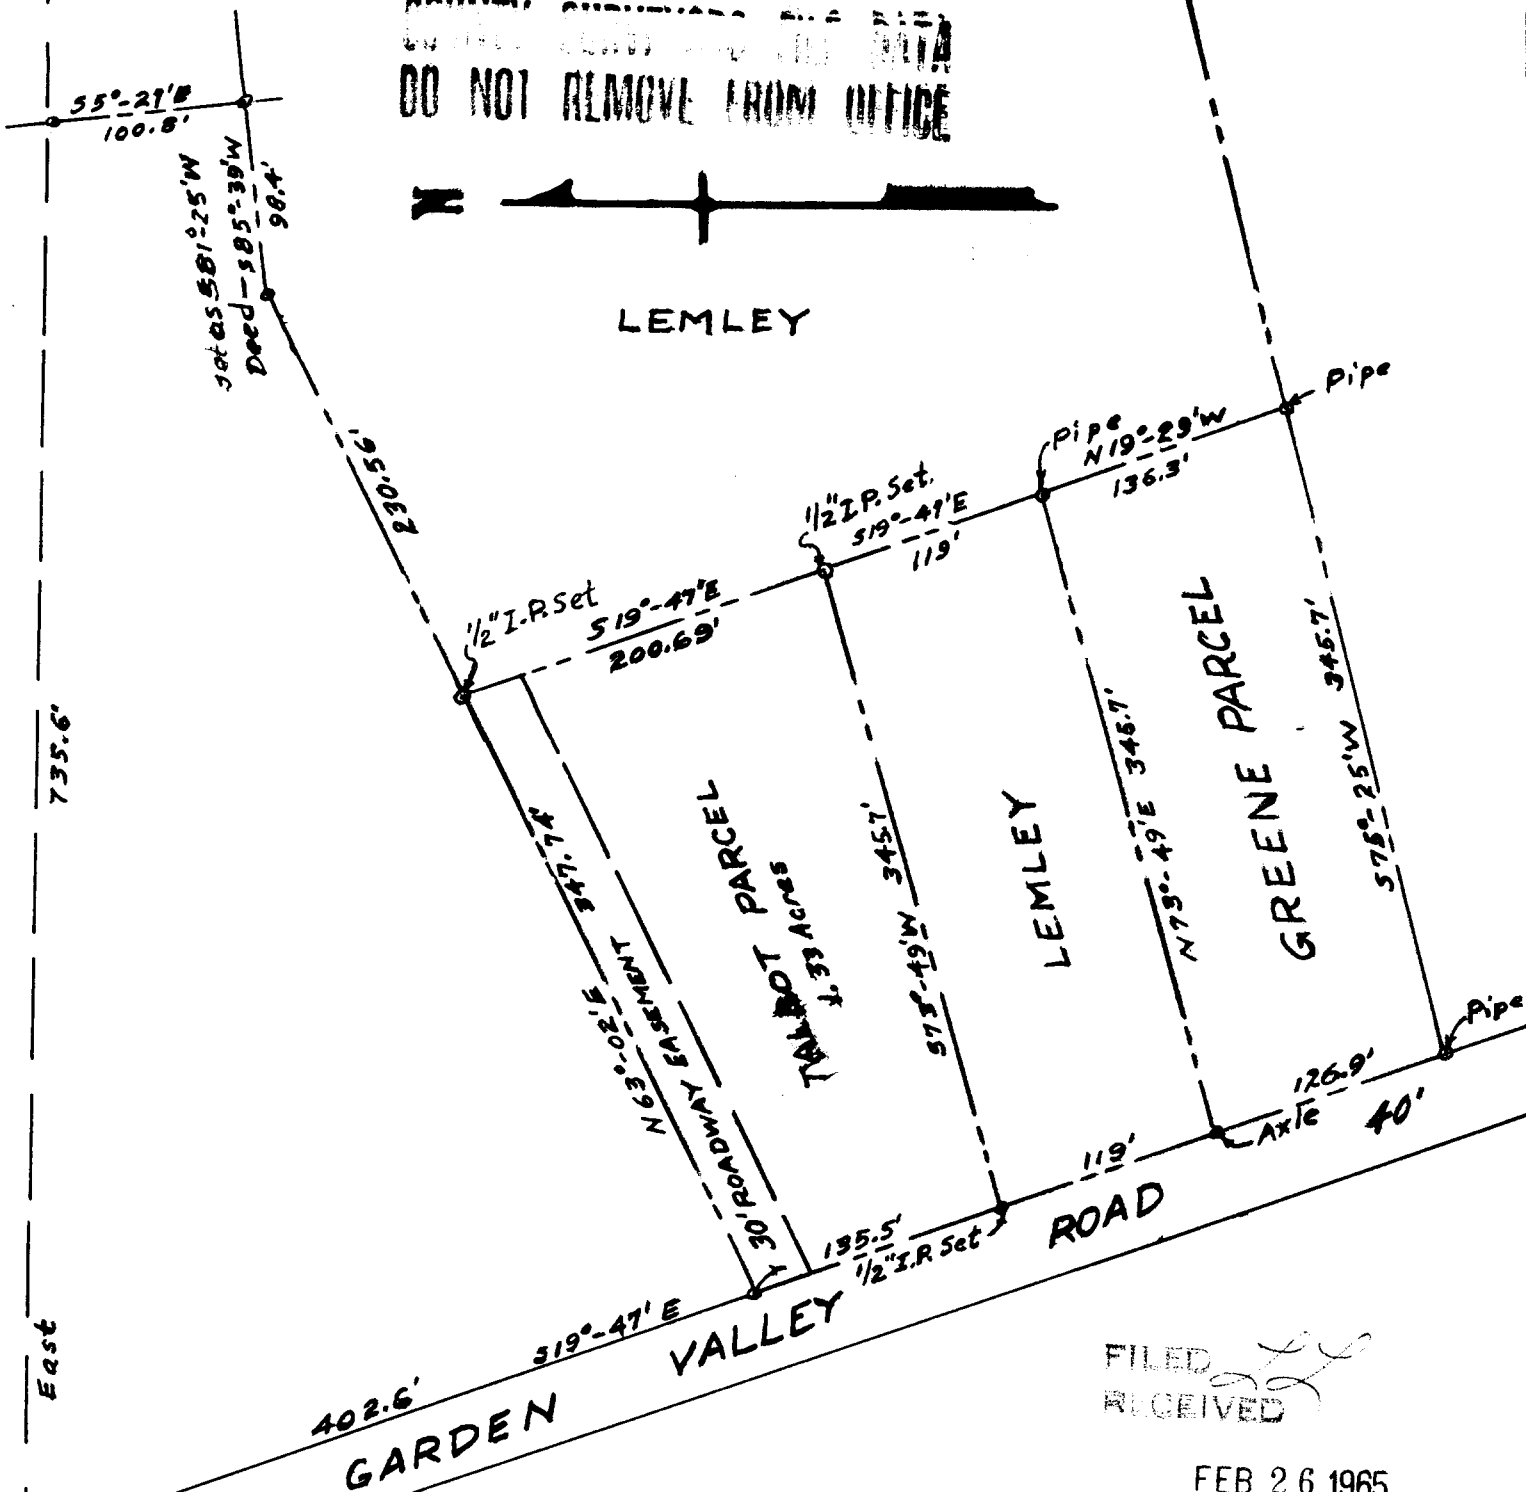 DATA
DO NOT REMOVE FROM OFFICE
S5°-21'E
100.8'
98.4'
Deed - S85°-39'W
S81°-25'W
N
LEMLEY
Pipe
Pipe
N19°-29'W
136.3'
230.56'
1/2" I.P. Set.
S19°-47'E
119'
1/2" I.P. Set
S19°-47'E
200.69'
735.6'
East
347.74'
N63°-02'E
30' ROADWAY EASEMENT
TALBOT PARCEL
1.33 Acres
345.7'
S73°-49'W
LEMLEY
N73°-49'E 345.7'
GREENE PARCEL
345.7'
S75°-25'W
Pipe
126.9'
Axle
40'
119'
135.5'
1/2" I.P. Set
S19°-47'E
402.6'
GARDEN VALLEY ROAD
FILED
RECEIVED
FEB 26 1965